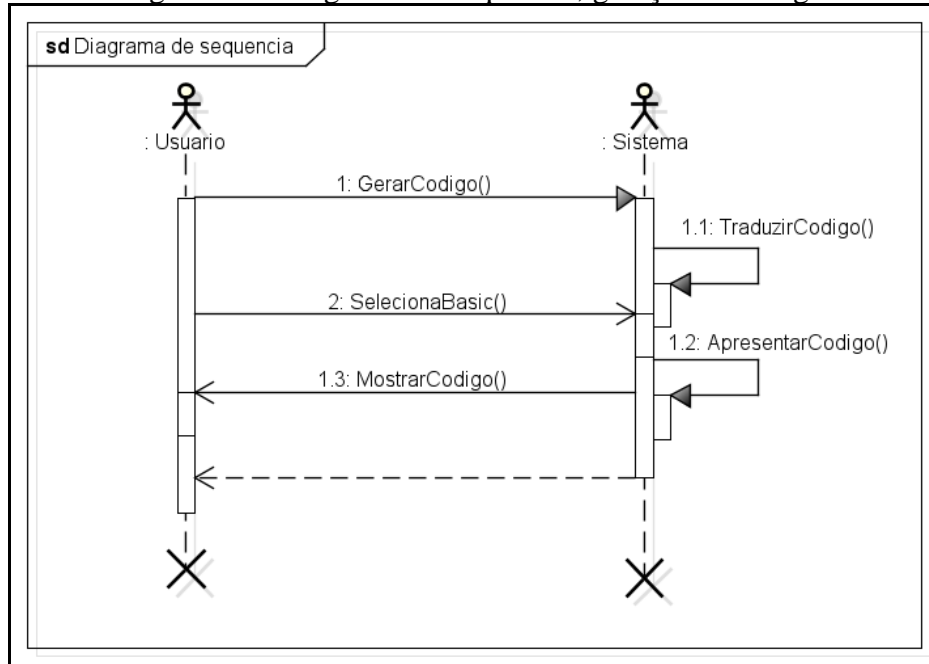 sd Diagrama de sequencia
: Usuario
: Sistema
1: GerarCodigo()
1.1: TraduzirCodigo()
2: SelecionaBasic()
1.2: ApresentarCodigo()
1.3: MostrarCodigo()